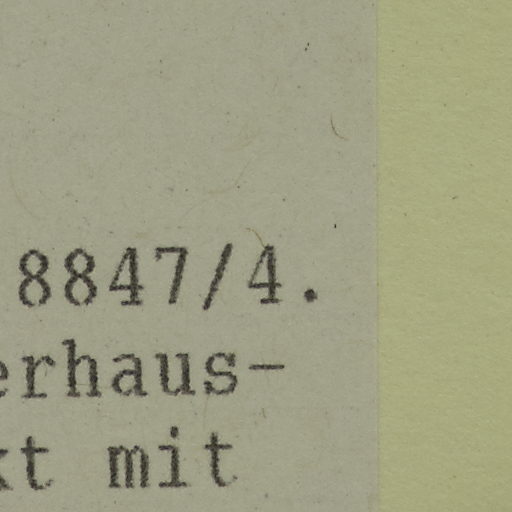 8847/4.
erhaus-
kt mit